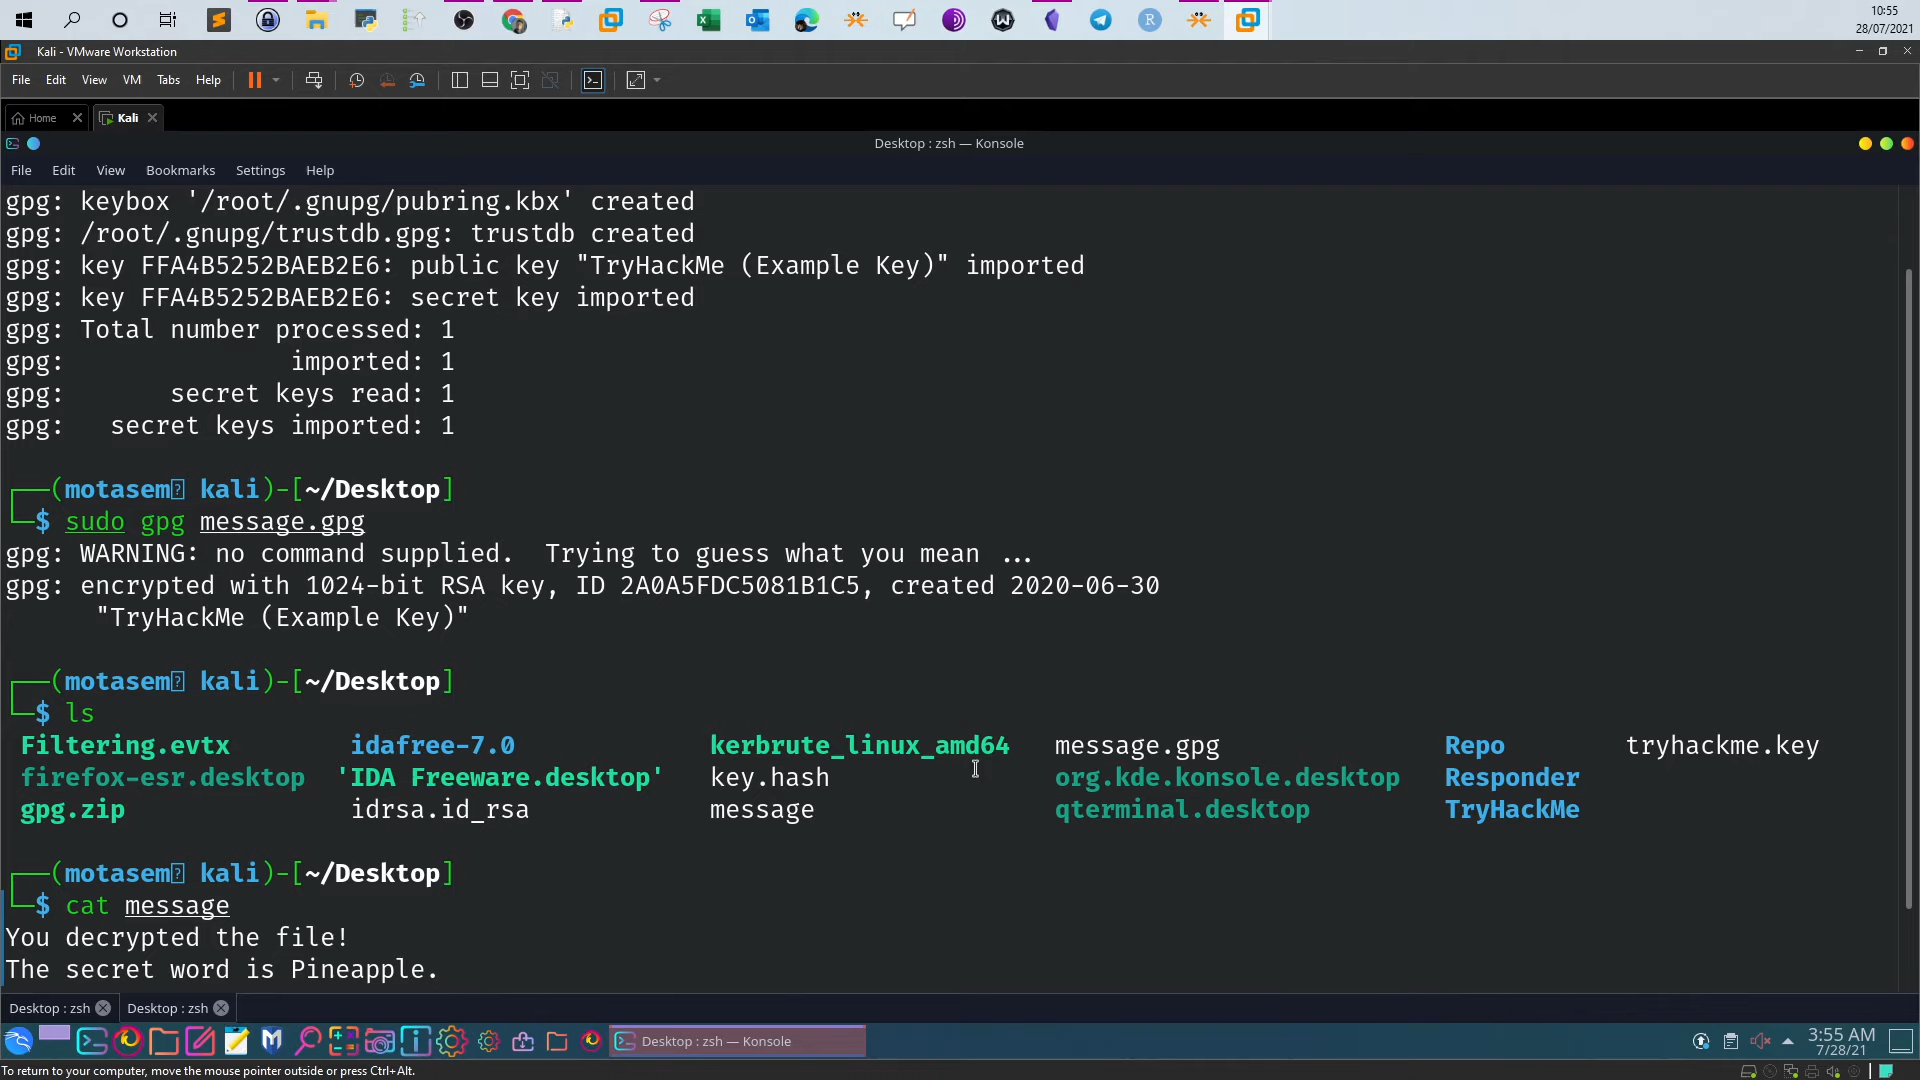 10:55
28/07/2021
Kali - VMware Workstation
File Edit View VM Tabs Help
Home Kali
Desktop : zsh — Konsole
File Edit View Bookmarks Settings Help
gpg: keybox '/root/.gnupg/pubring.kbx' created
gpg: /root/.gnupg/trustdb.gpg: trustdb created
gpg: key FFA4B5252BAEB2E6: public key "TryHackMe (Example Key)" imported
gpg: key FFA4B5252BAEB2E6: secret key imported
gpg: Total number processed: 1
gpg: imported: 1
gpg: secret keys read: 1
gpg: secret keys imported: 1
┌──(motasem kali)-[~/Desktop]
└─$ sudo gpg message.gpg
gpg: WARNING: no command supplied.  Trying to guess what you mean ...
gpg: encrypted with 1024-bit RSA key, ID 2A0A5FDC5081B1C5, created 2020-06-30
"TryHackMe (Example Key)"
┌──(motasem kali)-[~/Desktop]
└─$ ls
Filtering.evtx idafree-7.0 kerbrute_linux_amd64 message.gpg Repo tryhackme.key
firefox-esr.desktop 'IDA Freeware.desktop' key.hash org.kde.konsole.desktop Responder
gpg.zip idrsa.id_rsa message qterminal.desktop TryHackMe
┌──(motasem kali)-[~/Desktop]
└─$ cat message
You decrypted the file!
The secret word is Pineapple.
Desktop : zsh Desktop : zsh
Desktop : zsh — Konsole
3:55 AM
7/28/21
To return to your computer, move the mouse pointer outside or press Ctrl+Alt.